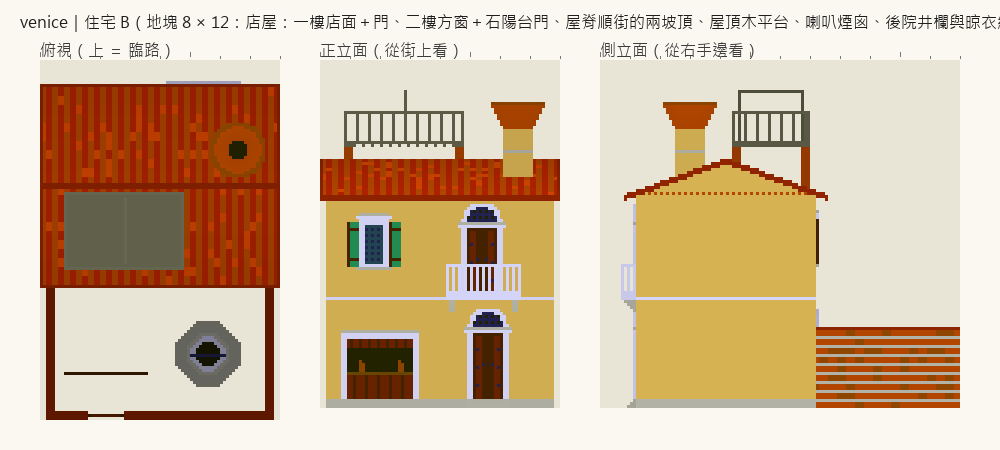 venice｜住宅 B（地塊 8 × 12：店屋：一樓店面＋門、二樓方窗＋石陽台門、屋脊順街的兩坡頂、屋頂木平台、喇叭煙囪、後院井欄與晾衣
俯視（上 ＝ 臨路）
正立面（從街上看）
側立面（從右手邊看）